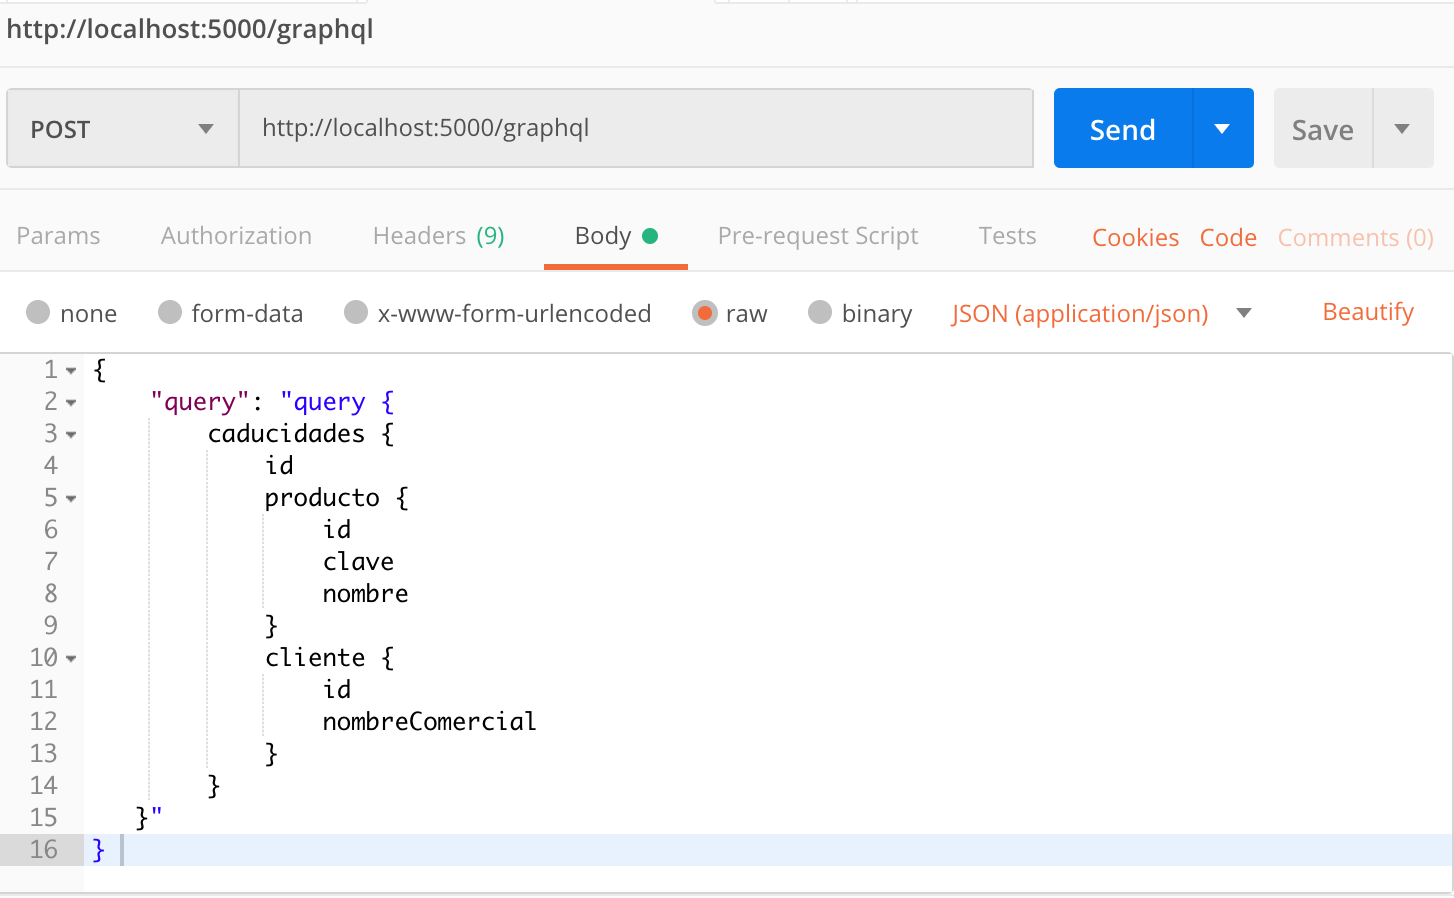 http://localhost:5000/graphql
POST http://localhost:5000/graphql Send Save
Params Authorization Headers (9) Body Pre-request Script Tests Cookies Code Comments (0)
none form-data x-www-form-urlencoded raw binary JSON (application/json) Beautify
1 {
2 "query": "query {
3 caducidades {
4 id
5 producto {
6 id
7 clave
8 nombre
9 }
10 cliente {
11 id
12 nombreComercial
13 }
14 }
15 }"
16 }